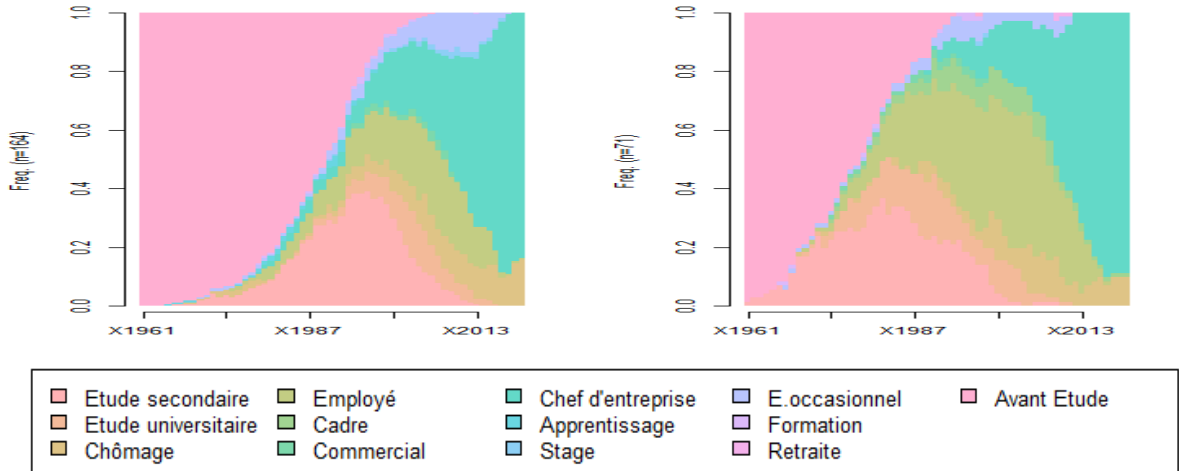 1.0
0.8
0.6
0.4
0.2
0.0
Freq. (n=164)
X1961 X1987 X2013
1.0
0.8
0.6
0.4
0.2
0.0
Freq. (n=71)
X1961 X1987 X2013
Etude secondaire Employé Chef d'entreprise E.occasionnel Avant Etude
Etude universitaire Cadre Apprentissage Formation
Chômage Commercial Stage Retraite